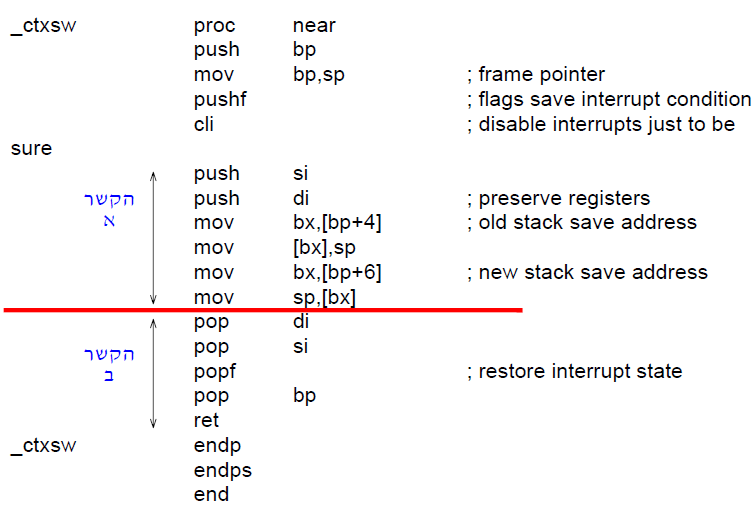 _ctxsw proc near
push bp
mov bp,sp ; frame pointer
pushf ; flags save interrupt condition
cli ; disable interrupts just to be
sure
push si
הקשר push di ; preserve registers
א mov bx,[bp+4] ; old stack save address
mov [bx],sp
mov bx,[bp+6] ; new stack save address
mov sp,[bx]
pop di
הקשר pop si
ב popf ; restore interrupt state
pop bp
ret
_ctxsw endp
endps
end